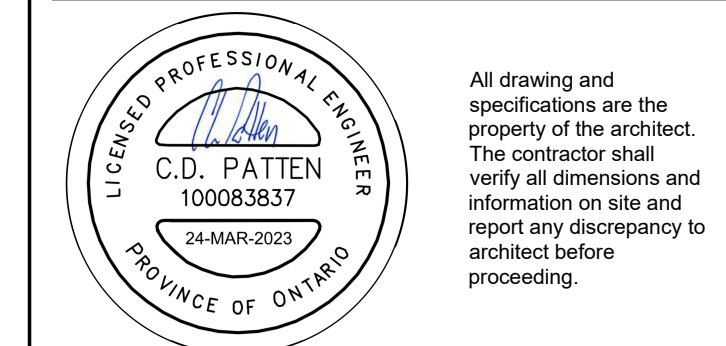 LICENSED PROFESSIONAL ENGINEER
C. Patten
C.D. PATTEN
100083837
24-MAR-2023
PROVINCE OF ONTARIO
All drawing and
specifications are the
property of the architect.
The contractor shall
verify all dimensions and
information on site and
report any discrepancy to
architect before
proceeding.